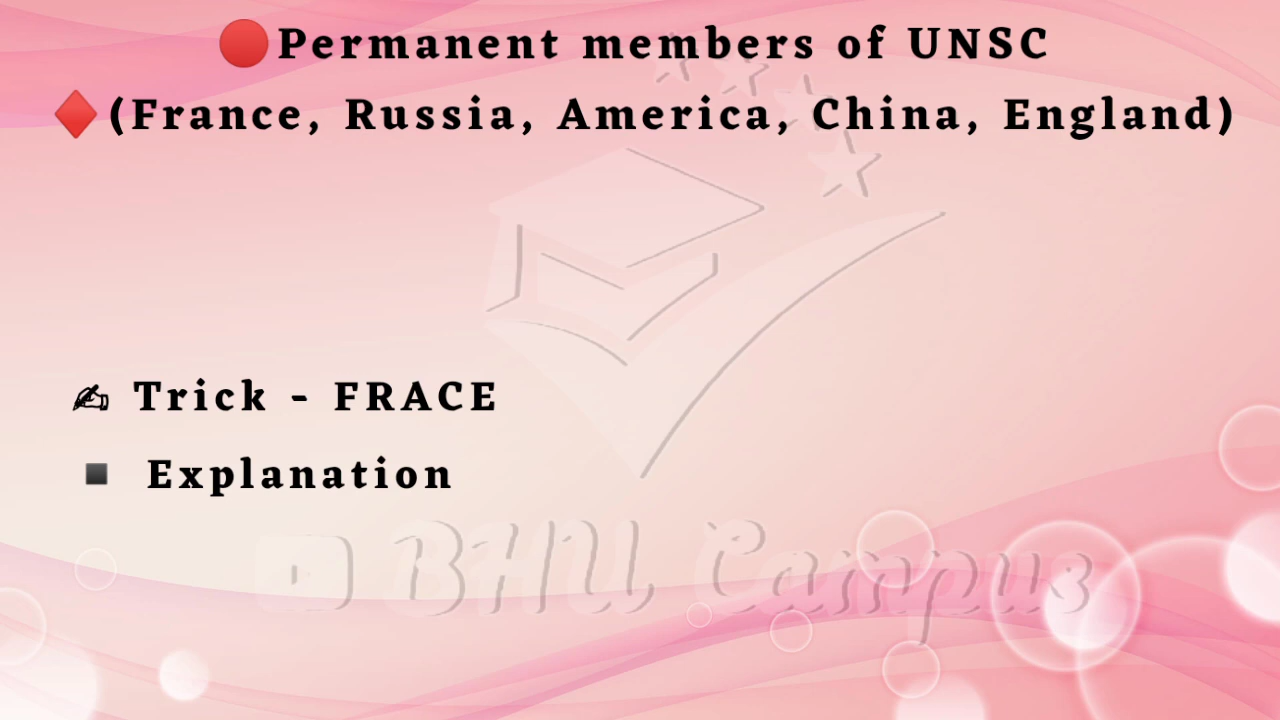 🔴Permanent members of UNSC
♦️(France, Russia, America, China, England)
✍️ Trick - FRACE
◾ Explanation
BHU Campus